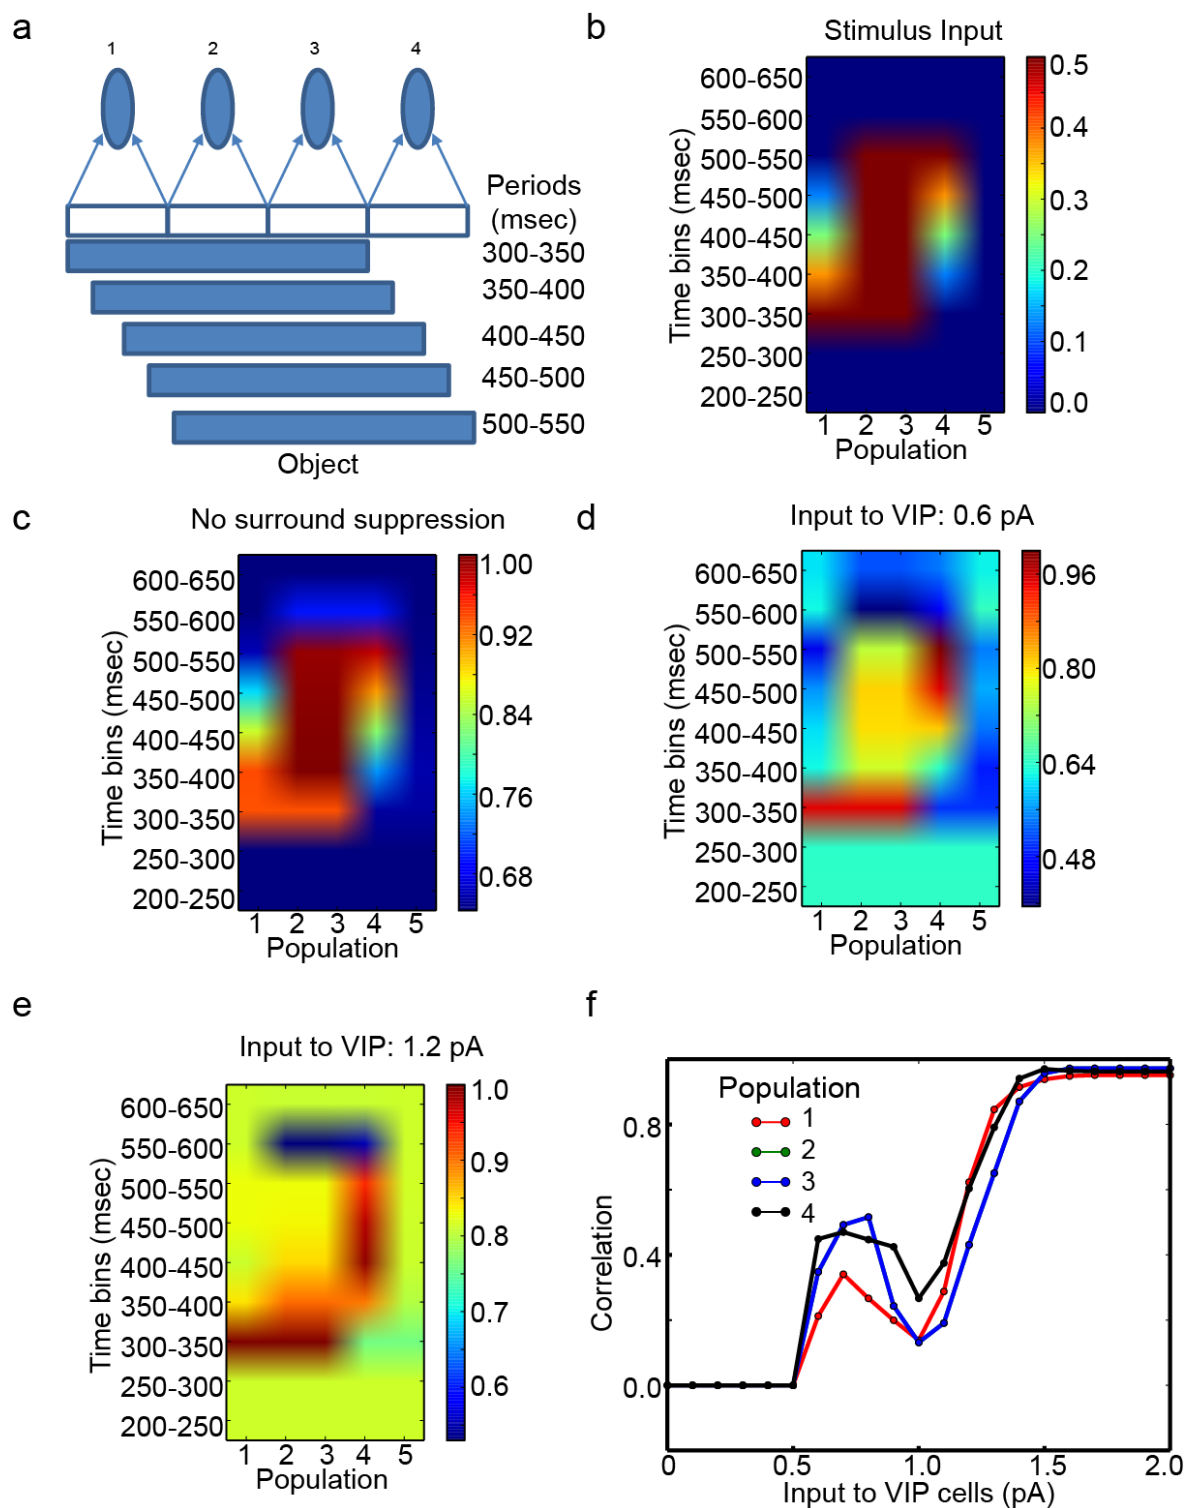 a
1 2 3 4
Periods
(msec)
300-350
350-400
400-450
450-500
500-550
Object
b
Stimulus Input
Time bins (msec)
600-650
550-600
500-550
450-500
400-450
350-400
300-350
250-300
200-250
1 2 3 4 5
Population
0.5
0.4
0.3
0.2
0.1
0.0
c
No surround suppression
Time bins (msec)
600-650
550-600
500-550
450-500
400-450
350-400
300-350
250-300
200-250
1 2 3 4 5
Population
1.00
0.92
0.84
0.76
0.68
d
Input to VIP: 0.6 pA
Time bins (msec)
600-650
550-600
500-550
450-500
400-450
350-400
300-350
250-300
200-250
1 2 3 4 5
Population
0.96
0.80
0.64
0.48
e
Input to VIP: 1.2 pA
Time bins (msec)
600-650
550-600
500-550
450-500
400-450
350-400
300-350
250-300
200-250
1 2 3 4 5
Population
1.0
0.9
0.8
0.7
0.6
f
Population
1
2
3
4
Correlation
0.8
0.4
0.0
0 0.5 1.0 1.5 2.0
Input to VIP cells (pA)